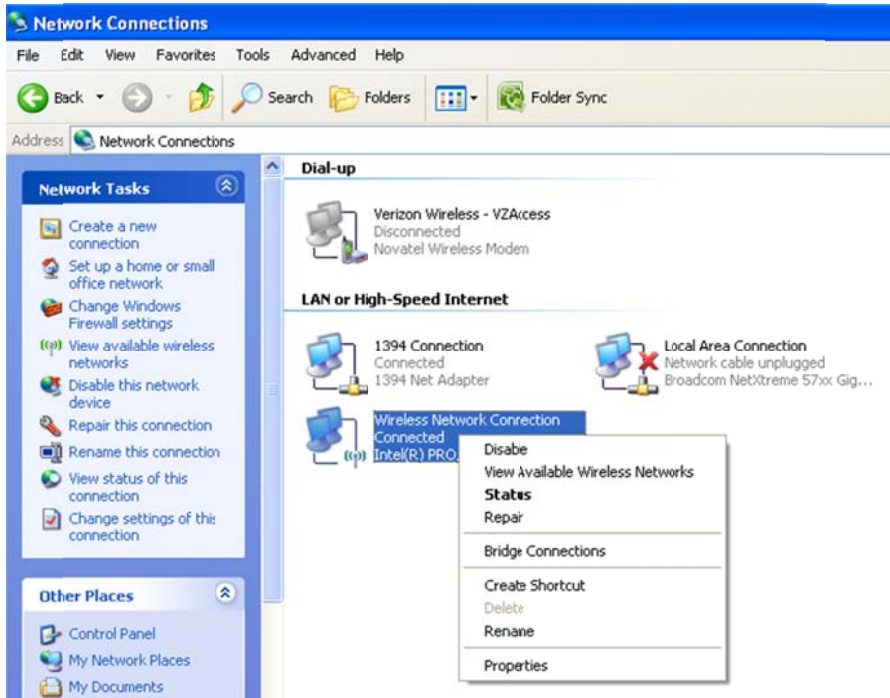 Network Connections
File Edit View Favorites Tools Advanced Help
Back Search Folders Folder Sync
Address Network Connections
Network Tasks
Create a new
connection
Set up a home or small
office network
Change Windows
Firewall settings
View available wireless
networks
Disable this network
device
Repair this connection
Rename this connection
View status of this
connection
Change settings of this
connection
Other Places
Control Panel
My Network Places
My Documents
Dial-up
Verizon Wireless - VZAccess
Disconnected
Novatel Wireless Modem
LAN or High-Speed Internet
1394 Connection
Connected
1394 Net Adapter
Local Area Connection
Network cable unplugged
Broadcom NetXtreme 57xx Gig...
Wireless Network Connection
Connected
Intel(R) PRO
Disable
View Available Wireless Networks
Status
Repair
Bridge Connections
Create Shortcut
Delete
Rename
Properties